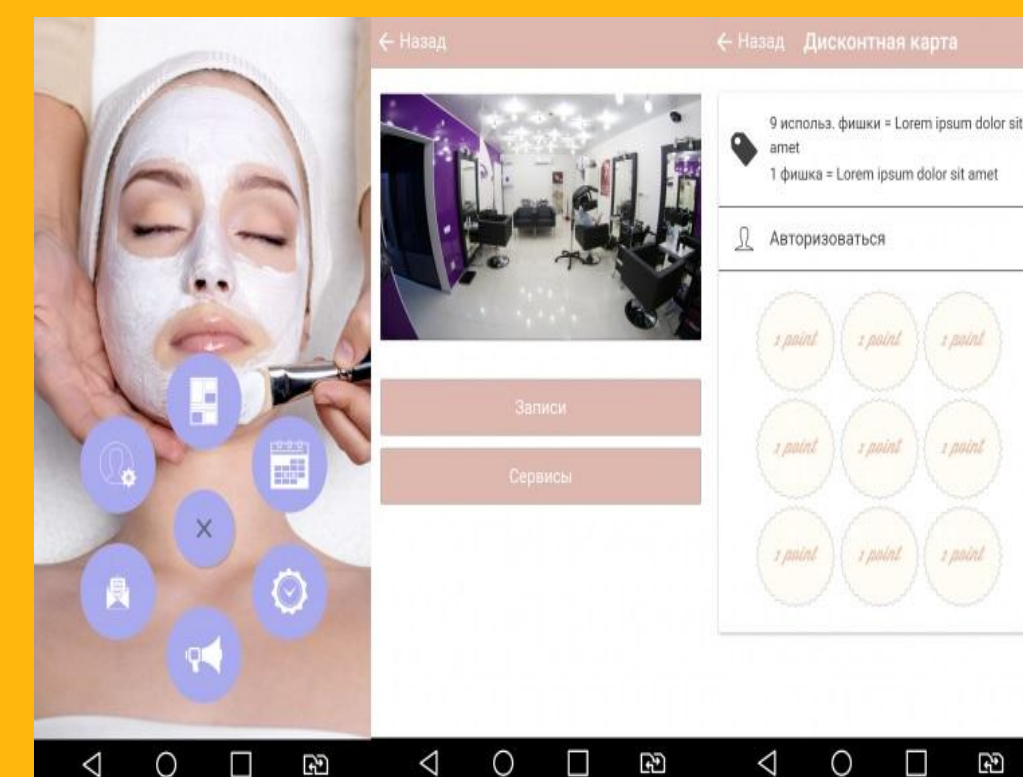 ← Назад
Записи
Сервисы
← Назад Дисконтная карта
9 использ. фишки = Lorem ipsum dolor sit
amet
1 фишка = Lorem ipsum dolor sit amet
Авторизоваться
1 point 1 point 1 point
1 point 1 point 1 point
1 point 1 point 1 point